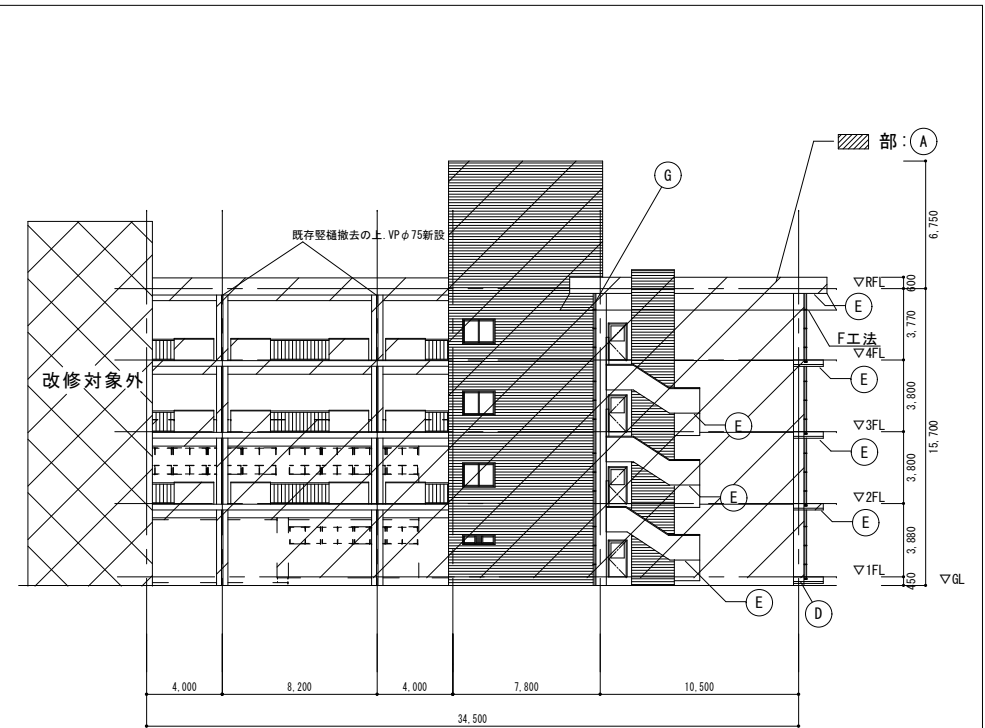 部：A
G
既存竪樋撤去の上．VPφ75新設
6,750
▽RFL
600
E
3,770
F工法
▽4FL
改修対象外
E
3,800
▽3FL
15,700
E
E
3,800
▽2FL
E
E
3,880
▽1FL
▽GL
450
E
D
4,000
8,200
4,000
7,800
10,500
34,500